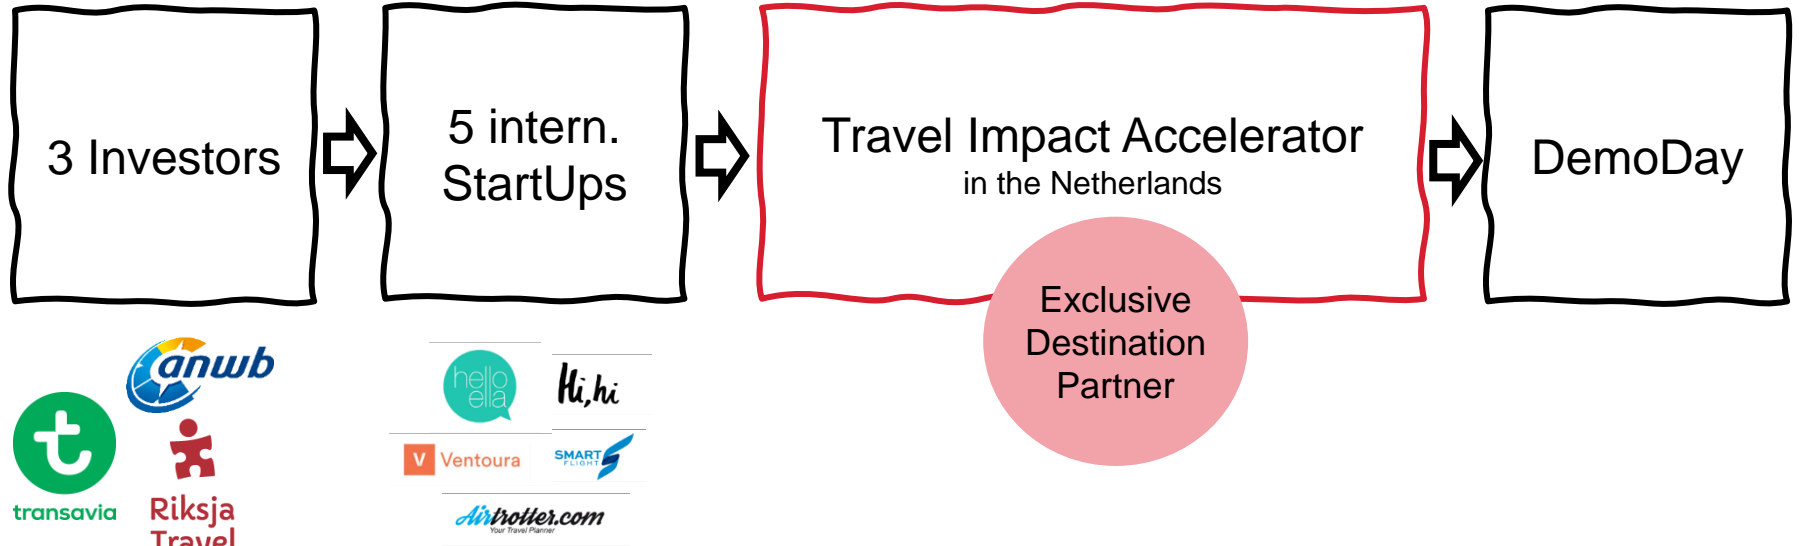 3 Investors
5 intern.
StartUps
Travel Impact Accelerator
in the Netherlands
DemoDay
Exclusive
Destination
Partner
anwb
transavia
Riksja
Travel
hello
ella
Hi, hi
V Ventoura
SMART
FLIGHT
Airtrotter.com
Your Travel Planner